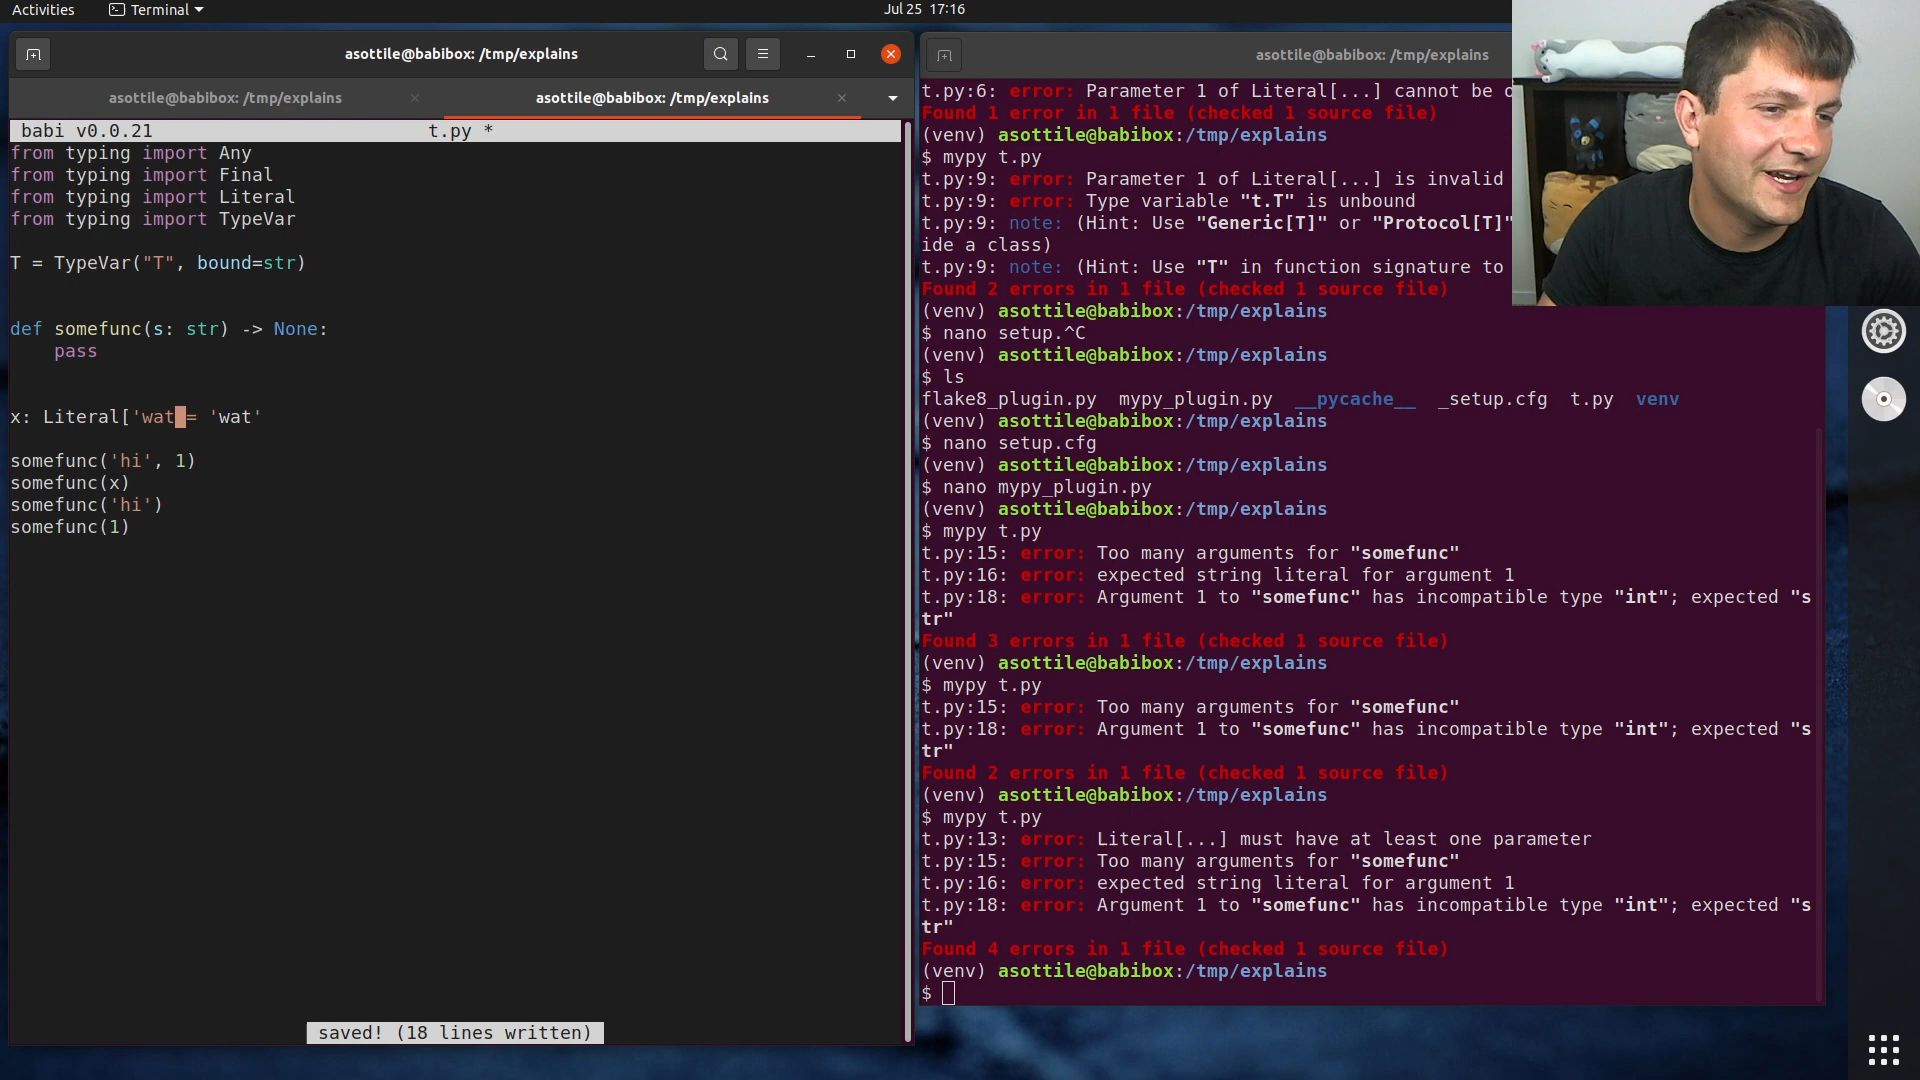 Activities
Terminal
Jul 25 17:16
asottile@babibox: /tmp/explains
asottile@babibox: /tmp/explains
asottile@babibox: /tmp/explains
babi v0.0.21 t.py *
from typing import Any
from typing import Final
from typing import Literal
from typing import TypeVar
T = TypeVar("T", bound=str)
def somefunc(s: str) -> None:
pass
x: Literal['wat = 'wat'
somefunc('hi', 1)
somefunc(x)
somefunc('hi')
somefunc(1)
saved! (18 lines written)
asottile@babibox: /tmp/explains
t.py:6: error: Parameter 1 of Literal[...] cannot be
Found 1 error in 1 file (checked 1 source file)
(venv) asottile@babibox:/tmp/explains
$ mypy t.py
t.py:9: error: Parameter 1 of Literal[...] is invalid
t.py:9: error: Type variable "t.T" is unbound
t.py:9: note: (Hint: Use "Generic[T]" or "Protocol[T]"
ide a class)
t.py:9: note: (Hint: Use "T" in function signature to
Found 2 errors in 1 file (checked 1 source file)
(venv) asottile@babibox:/tmp/explains
$ nano setup.^C
(venv) asottile@babibox:/tmp/explains
$ ls
flake8_plugin.py mypy_plugin.py __pycache__ _setup.cfg t.py venv
(venv) asottile@babibox:/tmp/explains
$ nano setup.cfg
(venv) asottile@babibox:/tmp/explains
$ nano mypy_plugin.py
(venv) asottile@babibox:/tmp/explains
$ mypy t.py
t.py:15: error: Too many arguments for "somefunc"
t.py:16: error: expected string literal for argument 1
t.py:18: error: Argument 1 to "somefunc" has incompatible type "int"; expected "s
tr"
Found 3 errors in 1 file (checked 1 source file)
(venv) asottile@babibox:/tmp/explains
$ mypy t.py
t.py:15: error: Too many arguments for "somefunc"
t.py:18: error: Argument 1 to "somefunc" has incompatible type "int"; expected "s
tr"
Found 2 errors in 1 file (checked 1 source file)
(venv) asottile@babibox:/tmp/explains
$ mypy t.py
t.py:13: error: Literal[...] must have at least one parameter
t.py:15: error: Too many arguments for "somefunc"
t.py:16: error: expected string literal for argument 1
t.py:18: error: Argument 1 to "somefunc" has incompatible type "int"; expected "s
tr"
Found 4 errors in 1 file (checked 1 source file)
(venv) asottile@babibox:/tmp/explains
$